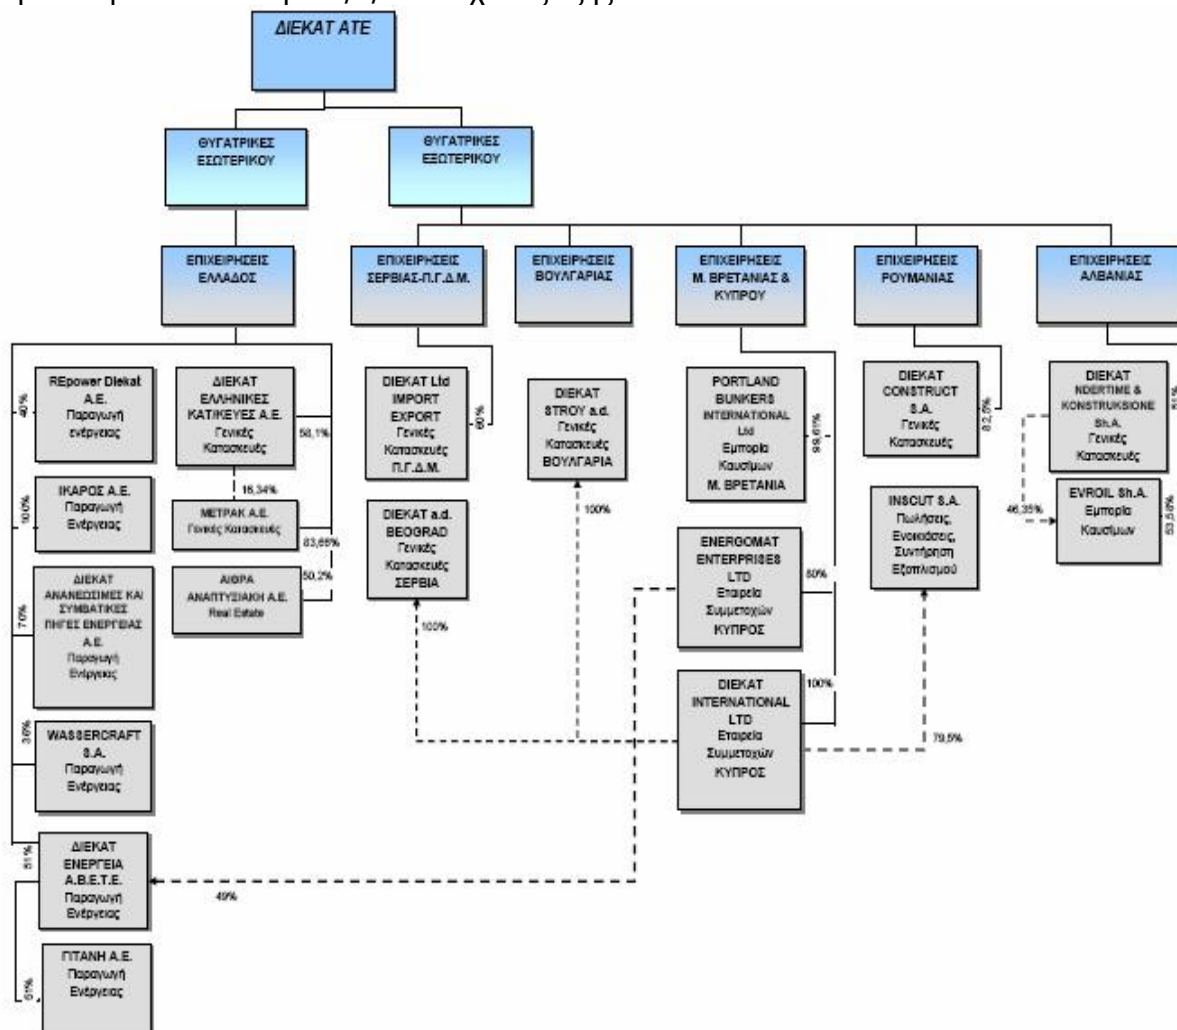 ΔΙΕΚΑΤ ΑΤΕ
ΘΥΓΑΤΡΙΚΕΣ
ΕΣΩΤΕΡΙΚΟΥ
ΘΥΓΑΤΡΙΚΕΣ
ΕΞΩΤΕΡΙΚΟΥ
ΕΠΙΧΕΙΡΗΣΕΙΣ
ΕΛΛΑΔΟΣ
ΕΠΙΧΕΙΡΗΣΕΙΣ
ΣΕΡΒΙΑΣ-Π.Γ.Δ.Μ.
ΕΠΙΧΕΙΡΗΣΕΙΣ
ΒΟΥΛΓΑΡΙΑΣ
ΕΠΙΧΕΙΡΗΣΕΙΣ
Μ. ΒΡΕΤΑΝΙΑΣ &
ΚΥΠΡΟΥ
ΕΠΙΧΕΙΡΗΣΕΙΣ
ΡΟΥΜΑΝΙΑΣ
ΕΠΙΧΕΙΡΗΣΕΙΣ
ΑΛΒΑΝΙΑΣ
40%
REpower Diekat
Α.Ε.
Παραγωγή
ενέργειας
100%
ΙΚΑΡΟΣ Α.Ε.
Παραγωγή
Ενέργειας
70%
ΔΙΕΚΑΤ
ΑΝΑΝΕΩΣΙΜΕΣ ΚΑΙ
ΣΥΜΒΑΤΙΚΕΣ
ΠΗΓΕΣ ΕΝΕΡΓΕΙΑΣ
Α.Ε.
Παραγωγή
Ενέργειας
36%
WASSERCRAFT
S.A.
Παραγωγή
Ενέργειας
51%
ΔΙΕΚΑΤ
ΕΝΕΡΓΕΙΑ
Α.Β.Ε.Τ.Ε.
Παραγωγή
Ενέργειας
49%
51%
ΓΙΤΑΝΗ Α.Ε.
Παραγωγή
Ενέργειας
ΔΙΕΚΑΤ
ΕΛΛΗΝΙΚΕΣ
ΚΑΤΙΚΕΥΕΣ Α.Ε.
Γενικές
Κατασκευές
58,1%
16,34%
ΜΕΤΡΑΚ Α.Ε.
Γενικές Κατασκευές
83,66%
ΑΙΘΡΑ
ΑΝΑΠΤΥΣΙΑΚΗ Α.Ε.
Real Estate
50,2%
DIEKAT Ltd
IMPORT
EXPORT
Γενικές
Κατασκευές
Π.Γ.Δ.Μ.
60%
DIEKAT a.d.
BEOGRAD
Γενικές
Κατασκευές
ΣΕΡΒΙΑ
100%
DIEKAT
STROY a.d.
Γενικές
Κατασκευές
ΒΟΥΛΓΑΡΙΑ
100%
PORTLAND
BUNKERS
INTERNATIONAL
Ltd
Εμπορία
Καυσίμων
Μ. ΒΡΕΤΑΝΙΑ
99,61%
ENERGOMAT
ENTERPRISES
LTD
Εταιρεία
Συμμετοχών
ΚΥΠΡΟΣ
80%
DIEKAT
INTERNATIONAL
LTD
Εταιρεία
Συμμετοχών
ΚΥΠΡΟΣ
100%
79,5%
DIEKAT
CONSTRUCT
S.A.
Γενικές
Κατασκευές
82,5%
INSCUT S.A.
Πωλήσεις,
Ενοικιάσεις,
Συντήρηση
Εξοπλισμού
DIEKAT
NDERTIME &
KONSTRUKSIONE
Sh.A.
Γενικές
Κατασκευές
51%
46,35%
EVROIL Sh.A.
Εμπορία
Καυσίμων
53,58%